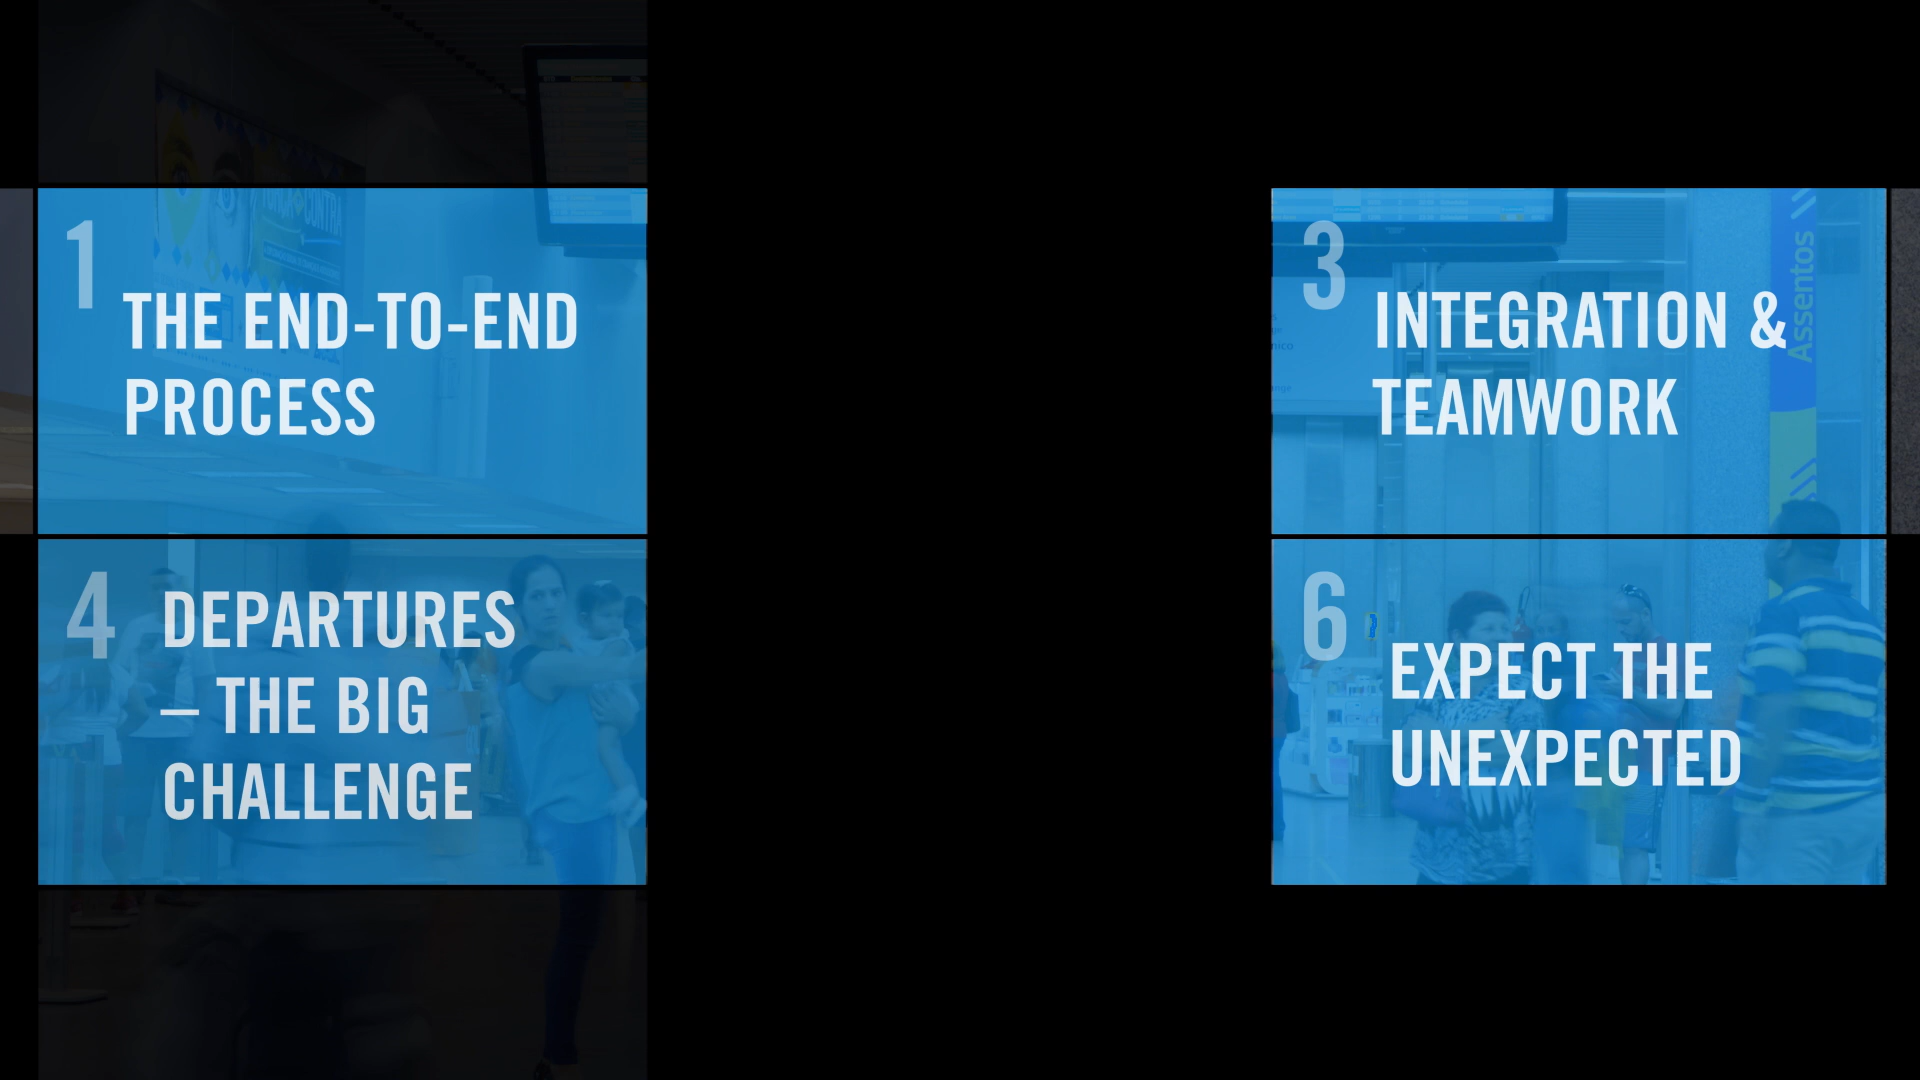 1
THE END-TO-END
PROCESS
3
INTEGRATION &
TEAMWORK
Assentos
4
DEPARTURES
– THE BIG
CHALLENGE
6
EXPECT THE
UNEXPECTED